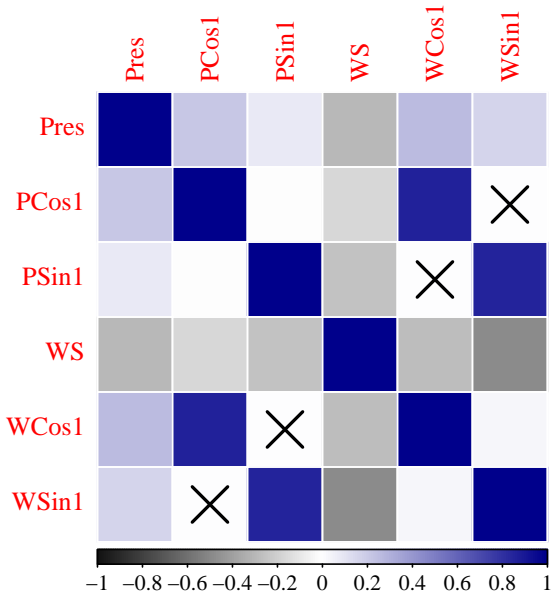 Pres PCos1 PSin1 WS WCos1 WSin1
Pres
PCos1
PSin1
WS
WCos1
WSin1
−1 −0.8 −0.6 −0.4 −0.2 0 0.2 0.4 0.6 0.8 1